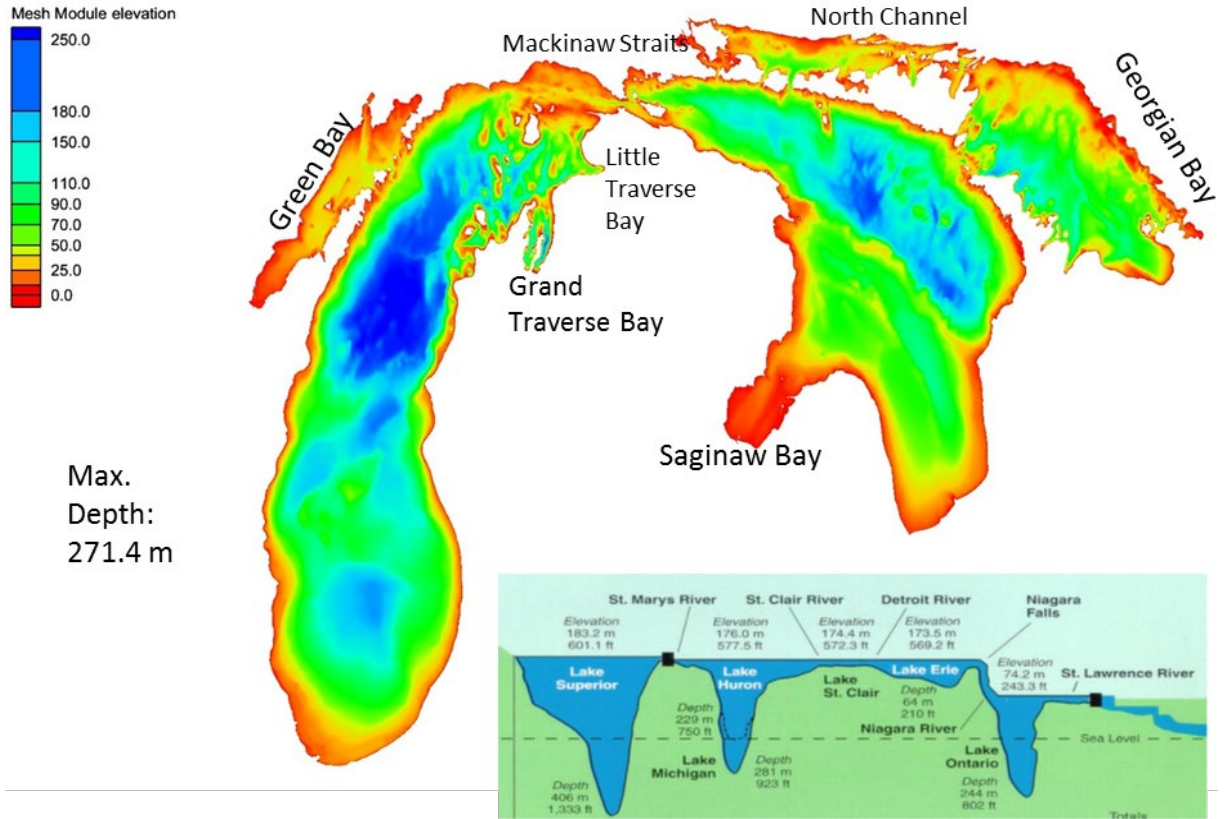 Mesh Module elevation
250.0
180.0
150.0
110.0
90.0
70.0
50.0
25.0
0.0
North Channel
Mackinaw Straits
Georgian Bay
Green Bay
Little
Traverse
Bay
Grand
Traverse Bay
Saginaw Bay
Max.
Depth:
271.4 m
St. Marys River
St. Clair River
Detroit River
Niagara
Falls
Elevation
183.2 m
601.1 ft
Elevation
176.0 m
577.5 ft
Elevation
174.4 m
572.3 ft
Elevation
173.5 m
569.2 ft
Elevation
74.2 m
243.3 ft
St. Lawrence River
Lake
Superior
Lake
Huron
Lake
St. Clair
Lake Erie
Depth
64 m
210 ft
Depth
229 m
750 ft
Niagara River
Sea Level
Lake
Michigan
Depth
281 m
923 ft
Lake
Ontario
Depth
406 m
1,333 ft
Depth
244 m
802 ft
Totals